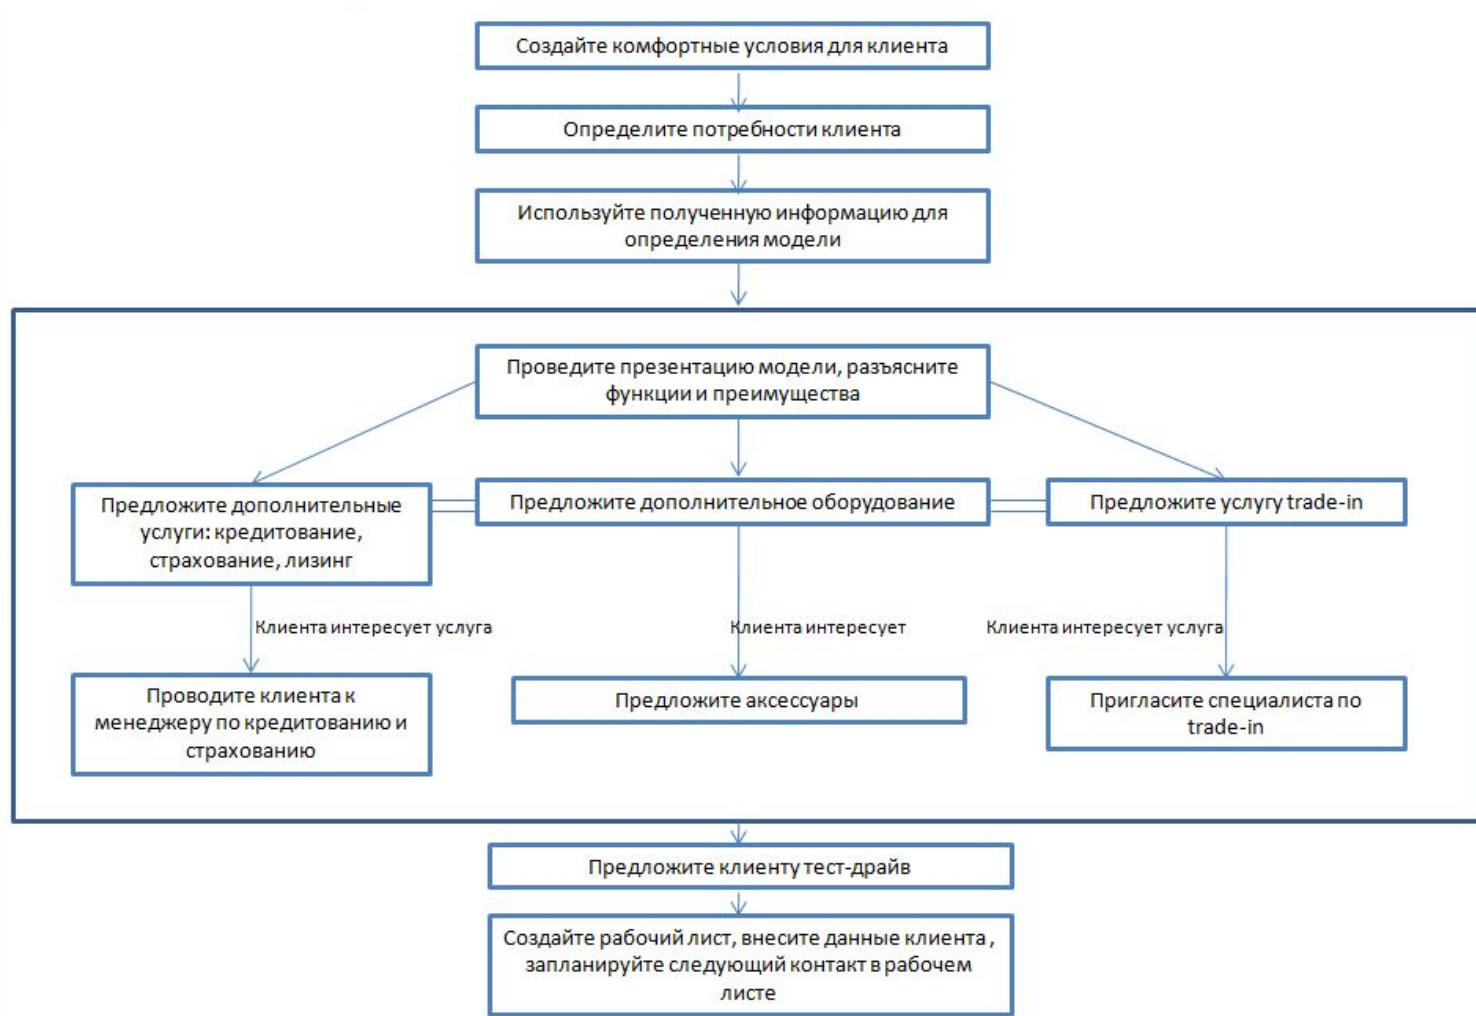 Создайте комфортные условия для клиента
Определите потребности клиента
Используйте полученную информацию для
определения модели
Проведите презентацию модели, разъясните
функции и преимущества
Предложите дополнительные
услуги: кредитование,
страхование, лизинг
Предложите дополнительное оборудование
Предложите услугу trade-in
Клиента интересует услуга
Клиента интересует
Клиента интересует услуга
Проводите клиента к
менеджеру по кредитованию и
страхованию
Предложите аксессуары
Пригласите специалиста по
trade-in
Предложите клиенту тест-драйв
Создайте рабочий лист, внесите данные клиента ,
запланируйте следующий контакт в рабочем
листе